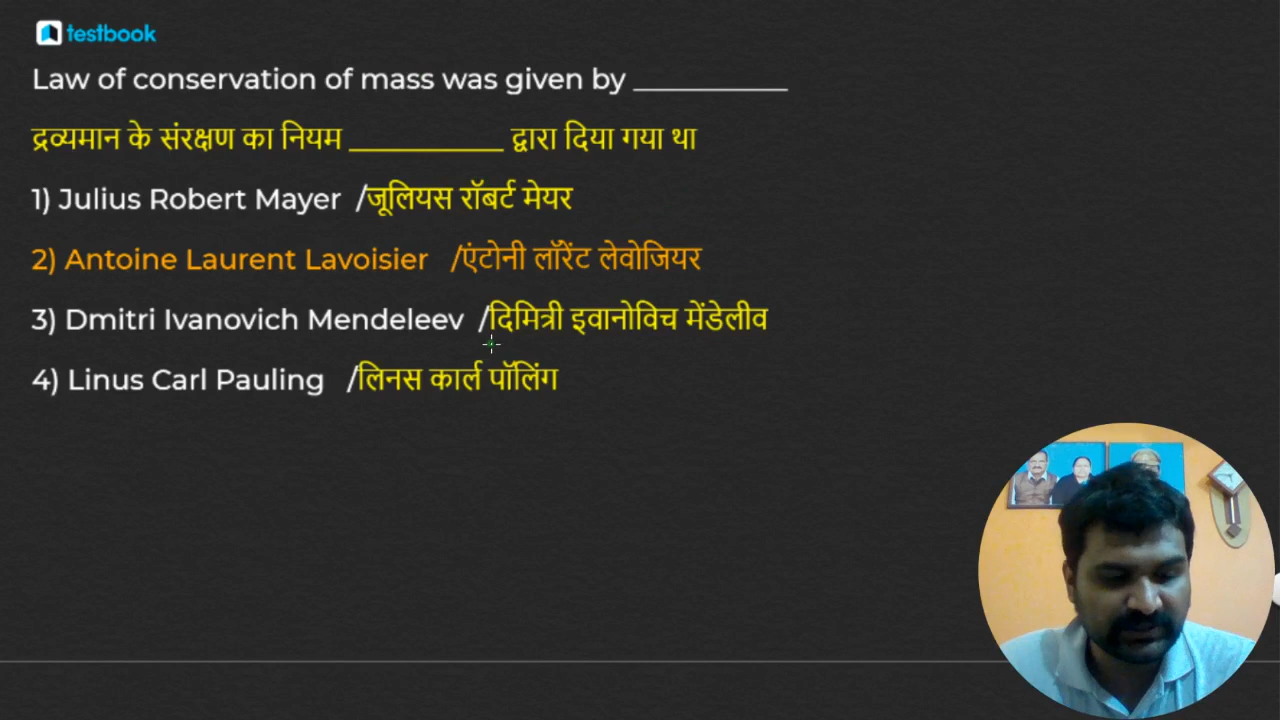 testbook
Law of conservation of mass was given by ___________
द्रव्यमान के संरक्षण का नियम ___________ द्वारा दिया गया था
1) Julius Robert Mayer /जूलियस रॉबर्ट मेयर
2) Antoine Laurent Lavoisier /एंटोनी लॉरेंट लेवोजियर
3) Dmitri Ivanovich Mendeleev /दिमित्री इवानोविच मेंडेलीव
4) Linus Carl Pauling /लिनस कार्ल पॉलिंग